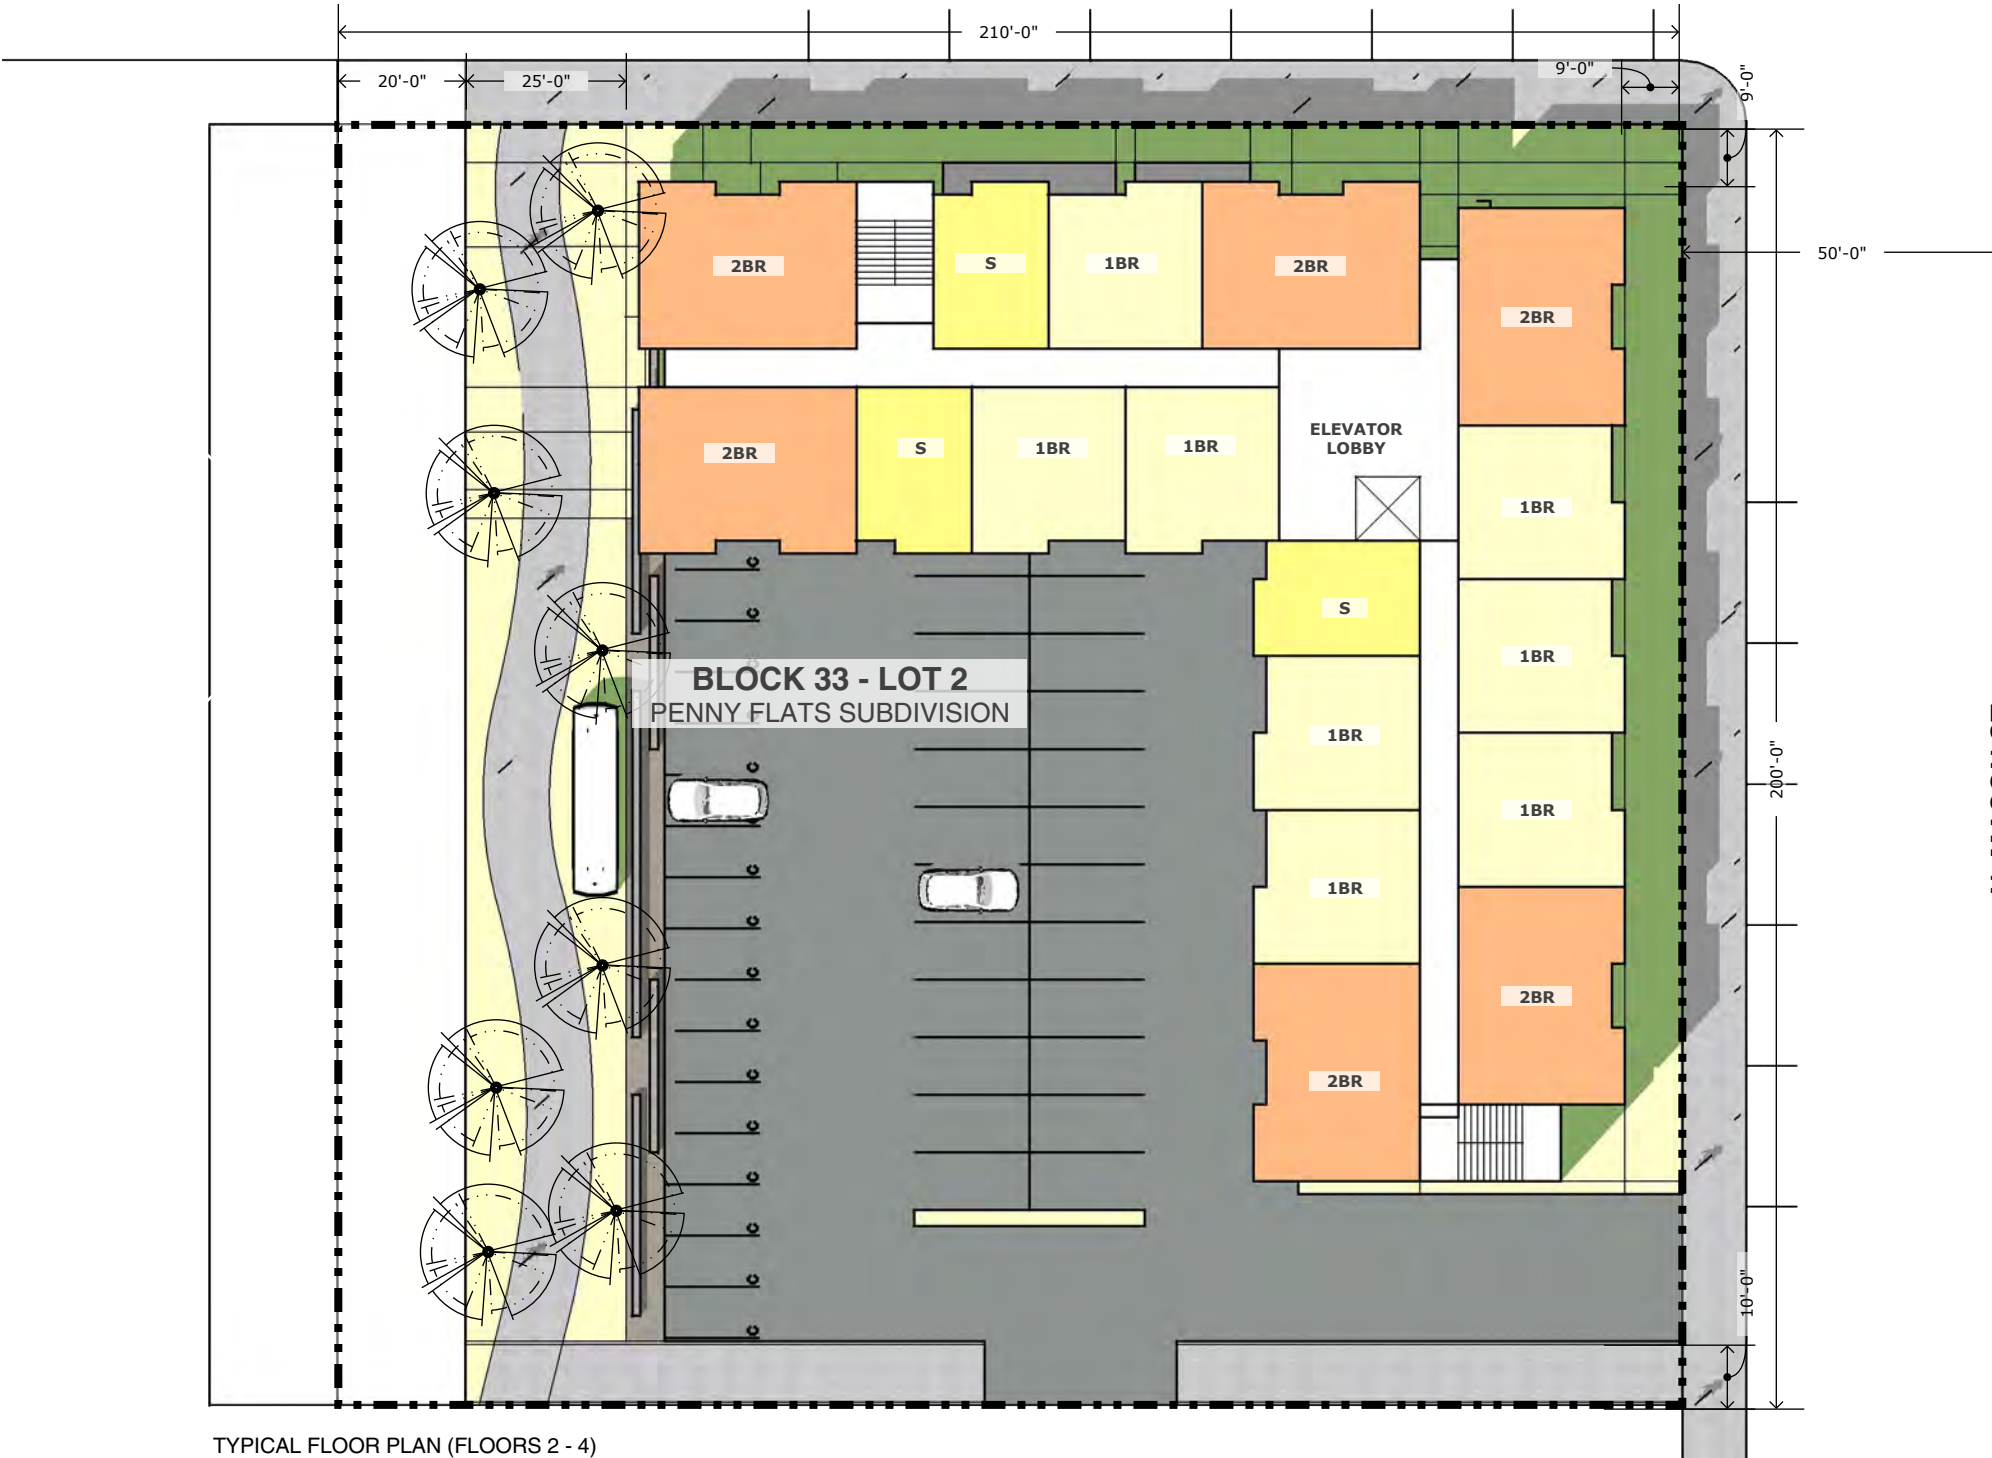 210'-0"
20'-0"
25'-0"
9'-0"
9'-0"
50'-0"
2BR
S
1BR
2BR
2BR
2BR
S
1BR
1BR
ELEVATOR
LOBBY
1BR
S
1BR
BLOCK 33 - LOT 2
PENNY FLATS SUBDIVISION
1BR
200'-0"
1BR
1BR
2BR
2BR
10'-0"
C
C
C
C
C
C
C
C
C
C
C
C
C
C
TYPICAL FLOOR PLAN (FLOORS 2 - 4)